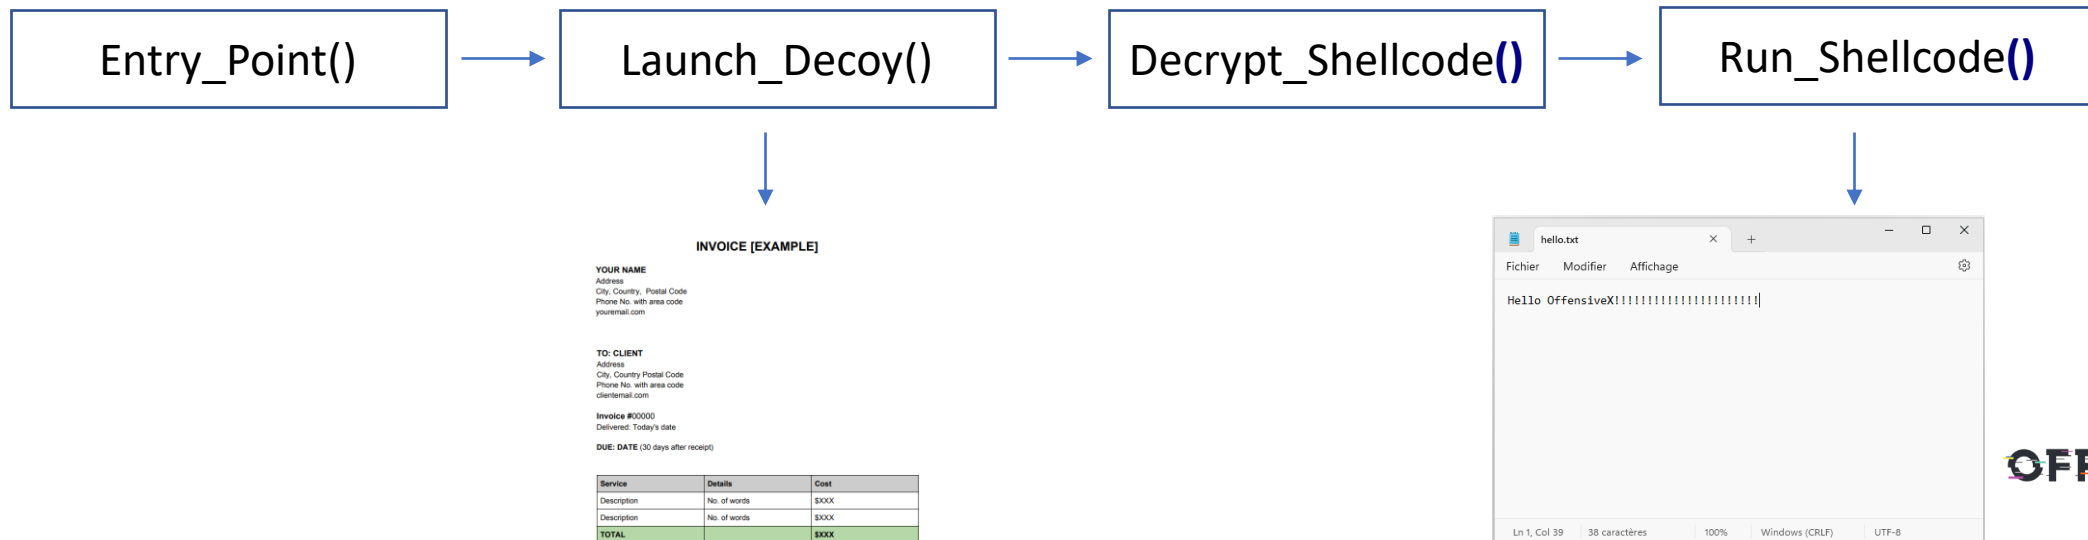 Entry_Point()
Launch_Decoy()
Decrypt_Shellcode()
Run_Shellcode()
INVOICE [EXAMPLE]
YOUR NAME
Address
City, Country, Postal Code
Phone No. with area code
youremail.com
TO: CLIENT
Address
City, Country Postal Code
Phone No. with area code
clientemail.com
Invoice #00000
Delivered: Today's date
DUE: DATE (30 days after receipt)
Service Details Cost
Description No. of words $XXX
Description No. of words $XXX
TOTAL $XXX
hello.txt
Fichier Modifier Affichage
Hello OffensiveX!!!!!!!!!!!!!!!!!!!!!!
Ln 1, Col 39 38 caractères 100% Windows (CRLF) UTF-8